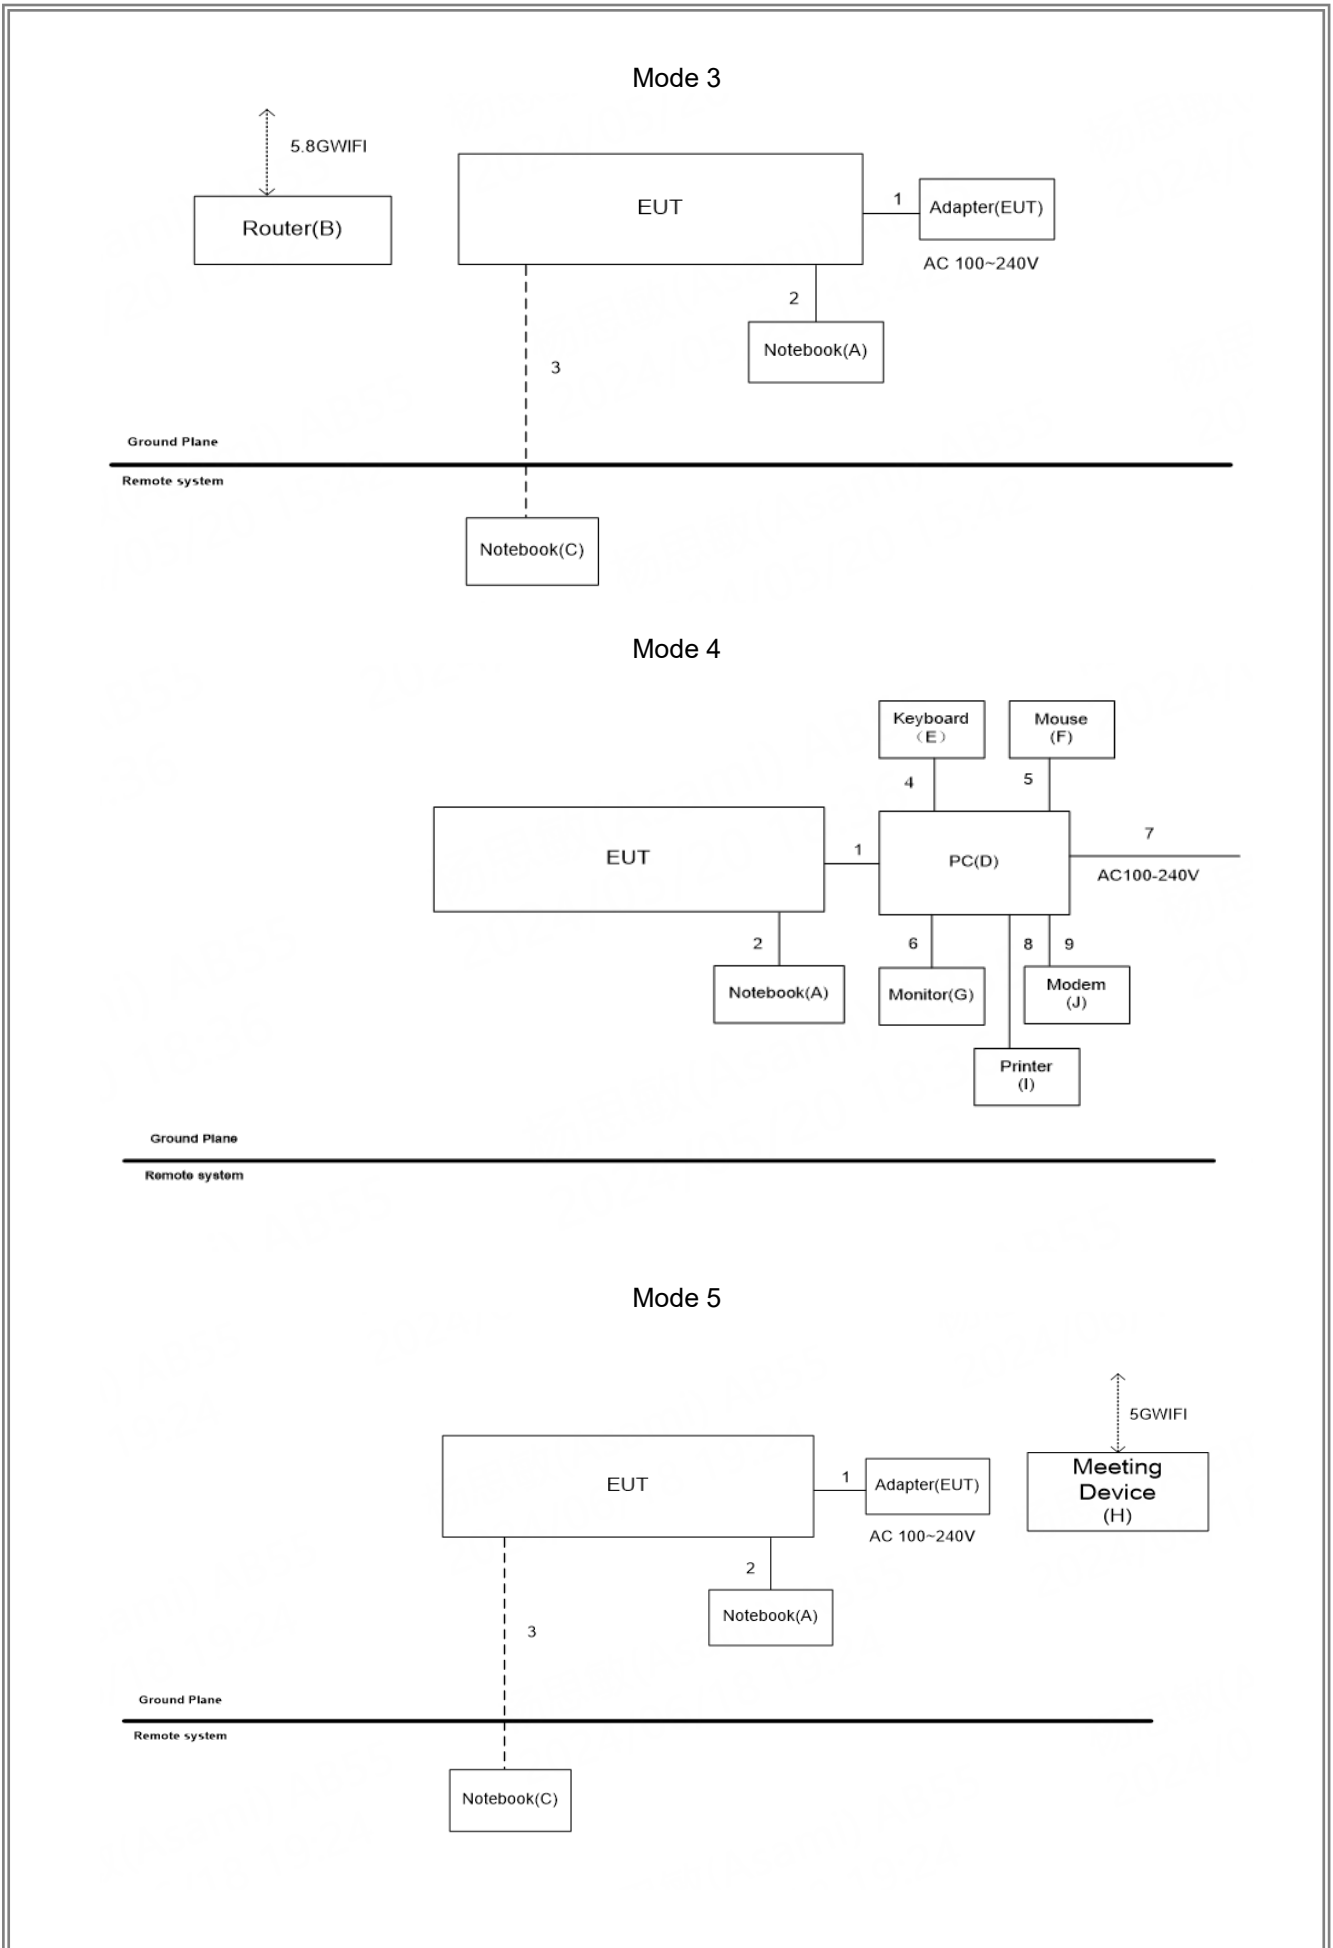 Mode 3
5.8GWIFI
Router(B)
EUT
1
Adapter(EUT)
AC 100~240V
2
Notebook(A)
3
Ground Plane
Remote system
Notebook(C)
Mode 4
Keyboard
（E）
Mouse
(F)
4
5
EUT
1
PC(D)
7
AC100-240V
2
6
8
9
Notebook(A)
Monitor(G)
Modem
(J)
Printer
(I)
Ground Plane
Remote system
Mode 5
5GWIFI
EUT
1
Adapter(EUT)
AC 100~240V
Meeting
Device
(H)
2
Notebook(A)
3
Ground Plane
Remote system
Notebook(C)